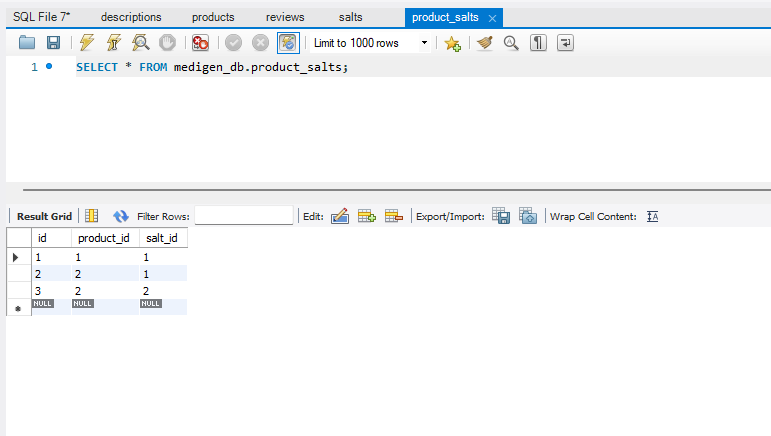 SQL File 7* descriptions products reviews salts product_salts
Limit to 1000 rows
1 SELECT * FROM medigen_db.product_salts;
Result Grid Filter Rows: Edit: Export/Import: Wrap Cell Content: IA
id product_id salt_id
1 1 1
2 2 1
3 2 2
NULL NULL NULL